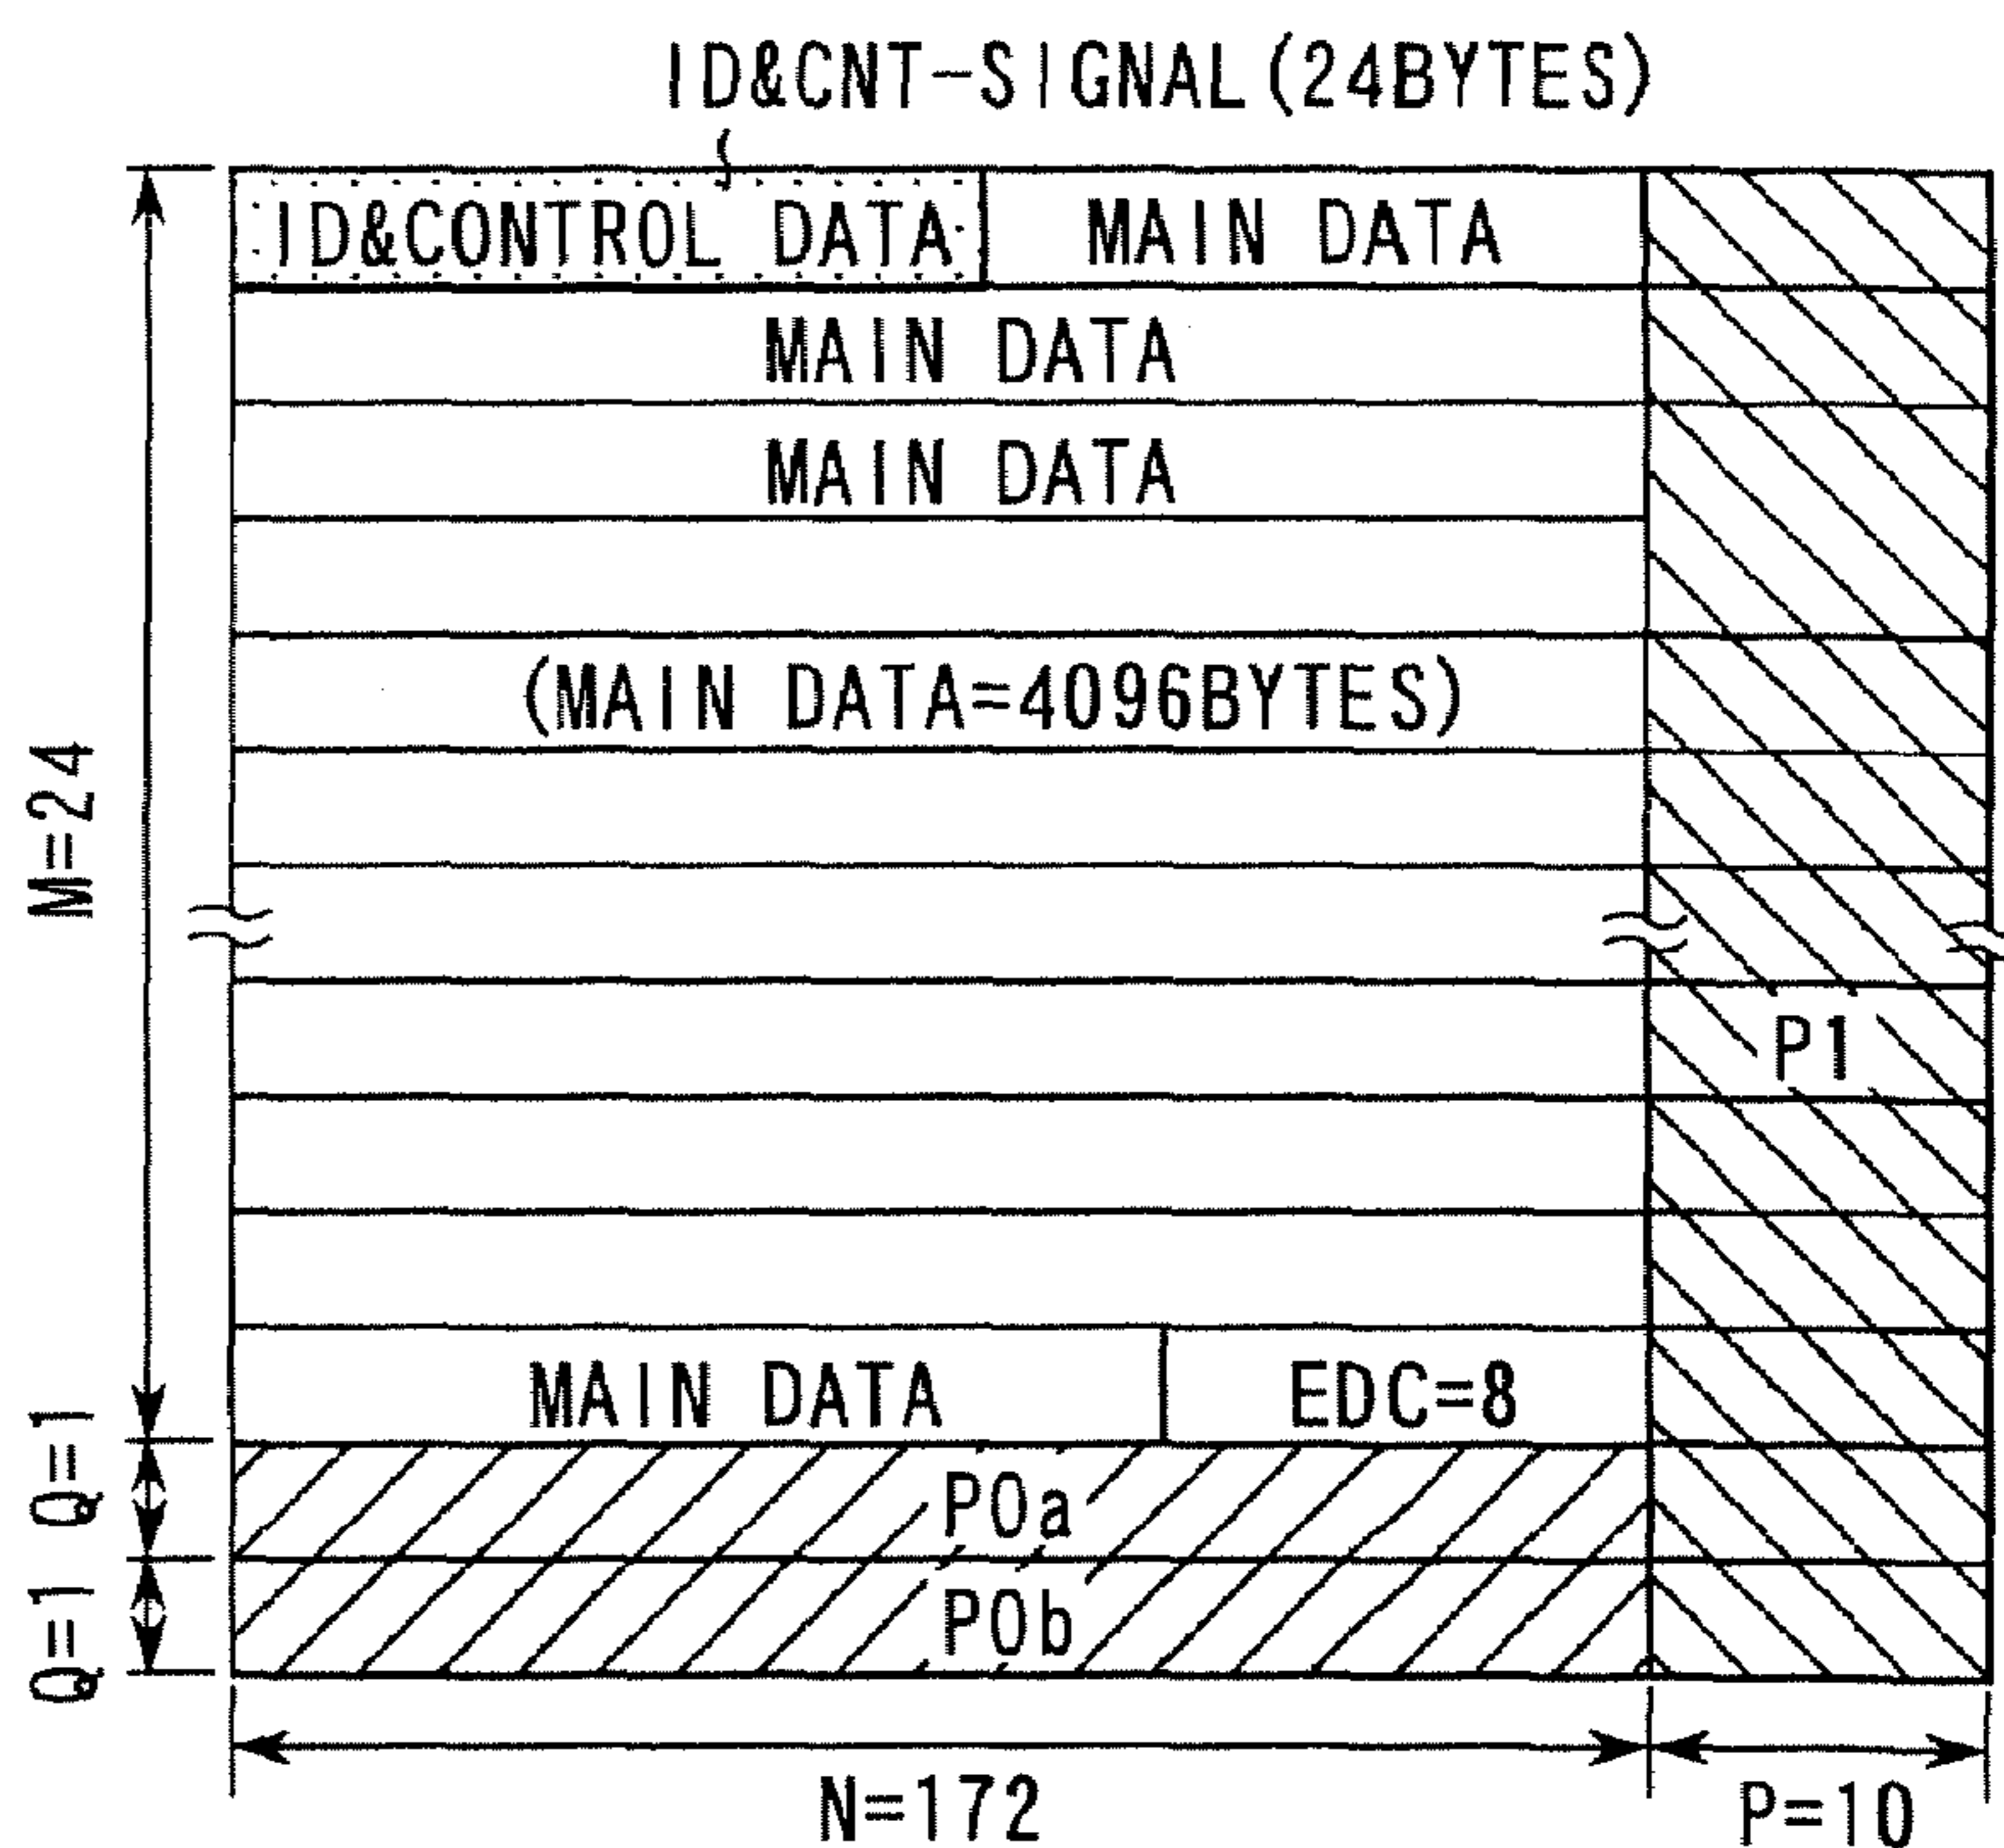 ID&CNT-SIGNAL(24BYTES)
ID&CONTROL DATA MAIN DATA
MAIN DATA
MAIN DATA
(MAIN DATA=4096BYTES)
M=24
P1
MAIN DATA EDC=8
Q=1 P0a
Q=1 P0b
N=172 P=10